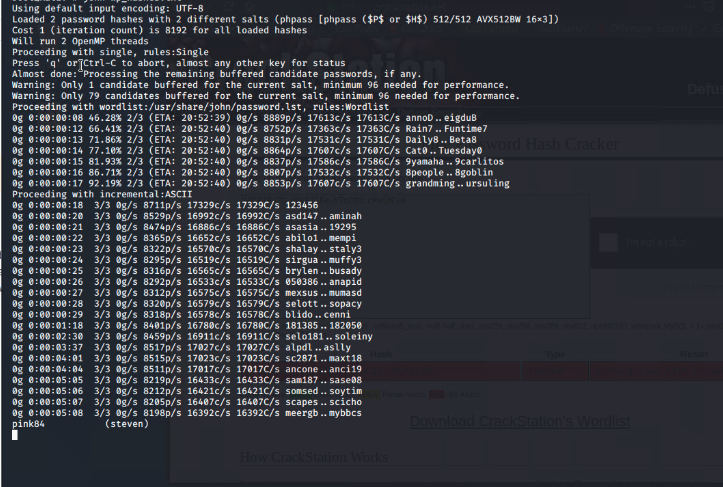 Using default input encoding: UTF-8
Loaded 2 password hashes with 2 different salts (phpass [phpass ($P$ or $H$) 512/512 AVX512BW 16×3])
Cost 1 (iteration count) is 8192 for all loaded hashes
Will run 2 OpenMP threads
Proceeding with single, rules:Single
Press 'q' or Ctrl-C to abort, almost any other key for status
Almost done: Processing the remaining buffered candidate passwords, if any.
Warning: Only 1 candidate buffered for the current salt, minimum 96 needed for performance.
Warning: Only 79 candidates buffered for the current salt, minimum 96 needed for performance.
Proceeding with wordlist:/usr/share/john/password.lst, rules:Wordlist
0g 0:00:00:08 46.28% 2/3 (ETA: 20:52:39) 0g/s 8889p/s 17613c/s 17613C/s annoD..eigduB
0g 0:00:00:12 66.41% 2/3 (ETA: 20:52:40) 0g/s 8752p/s 17363c/s 17363C/s Rain7..Funtime7
0g 0:00:00:13 71.86% 2/3 (ETA: 20:52:40) 0g/s 8831p/s 17531c/s 17531C/s Daily8..Beta8
0g 0:00:00:14 77.10% 2/3 (ETA: 20:52:40) 0g/s 8864p/s 17607c/s 17607C/s Cat0..Tuesday0
0g 0:00:00:15 81.93% 2/3 (ETA: 20:52:40) 0g/s 8837p/s 17586c/s 17586C/s 9yamaha..9carlitos
0g 0:00:00:16 86.71% 2/3 (ETA: 20:52:40) 0g/s 8807p/s 17532c/s 17532C/s 8people..8goblin
0g 0:00:00:17 92.19% 2/3 (ETA: 20:52:40) 0g/s 8853p/s 17607c/s 17607C/s grandming..ursuling
Proceeding with incremental:ASCII
0g 0:00:00:18 3/3 0g/s 8711p/s 17329c/s 17329C/s 123456
0g 0:00:00:20 3/3 0g/s 8529p/s 16992c/s 16992C/s asd147..aminah
0g 0:00:00:21 3/3 0g/s 8474p/s 16886c/s 16886C/s asasia..19295
0g 0:00:00:22 3/3 0g/s 8365p/s 16652c/s 16652C/s abilo1..mempi
0g 0:00:00:23 3/3 0g/s 8322p/s 16570c/s 16570C/s shalay..staly3
0g 0:00:00:24 3/3 0g/s 8295p/s 16519c/s 16519C/s sirgua..muffy3
0g 0:00:00:25 3/3 0g/s 8316p/s 16565c/s 16565C/s brylen..busady
0g 0:00:00:26 3/3 0g/s 8292p/s 16533c/s 16533C/s 050386..anapid
0g 0:00:00:27 3/3 0g/s 8312p/s 16575c/s 16575C/s mexsus..mumasd
0g 0:00:00:28 3/3 0g/s 8320p/s 16579c/s 16579C/s selott..sopacy
0g 0:00:00:29 3/3 0g/s 8318p/s 16578c/s 16578C/s blido..cenni
0g 0:00:01:18 3/3 0g/s 8401p/s 16780c/s 16780C/s 181385..182050
0g 0:00:02:30 3/3 0g/s 8459p/s 16911c/s 16911C/s selo181..soleiny
0g 0:00:03:37 3/3 0g/s 8517p/s 17027c/s 17027C/s alpdl..aslly
0g 0:00:04:01 3/3 0g/s 8515p/s 17023c/s 17023C/s sc2871..maxt18
0g 0:00:04:04 3/3 0g/s 8511p/s 17017c/s 17017C/s ancone..anci19
0g 0:00:05:05 3/3 0g/s 8219p/s 16433c/s 16433C/s sam187..sase08
0g 0:00:05:06 3/3 0g/s 8212p/s 16421c/s 16421C/s somsed..soytim
0g 0:00:05:07 3/3 0g/s 8205p/s 16407c/s 16407C/s scapes..scicho
0g 0:00:05:08 3/3 0g/s 8198p/s 16392c/s 16392C/s meergb..mybbcs
pink84 (steven)
Defus
word Hash Cracker
Hash Type Result
Download CrackStation's Wordlist
How CrackStation Works